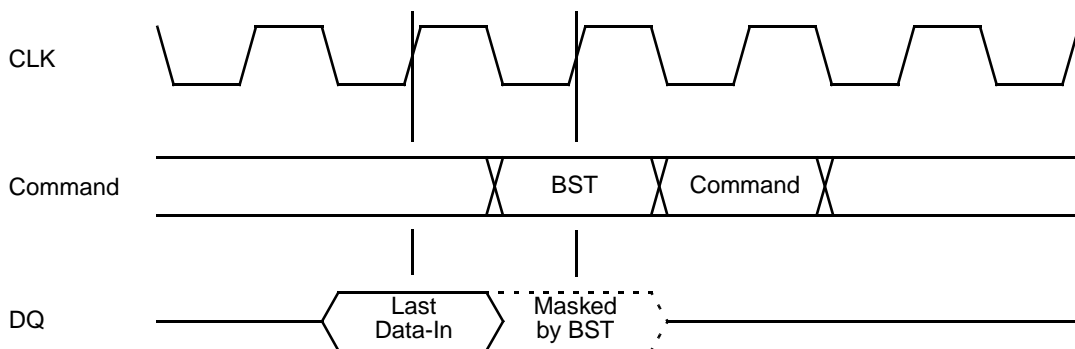 CLK
Command
BST
Command
DQ
Last
Data-In
Masked
by BST